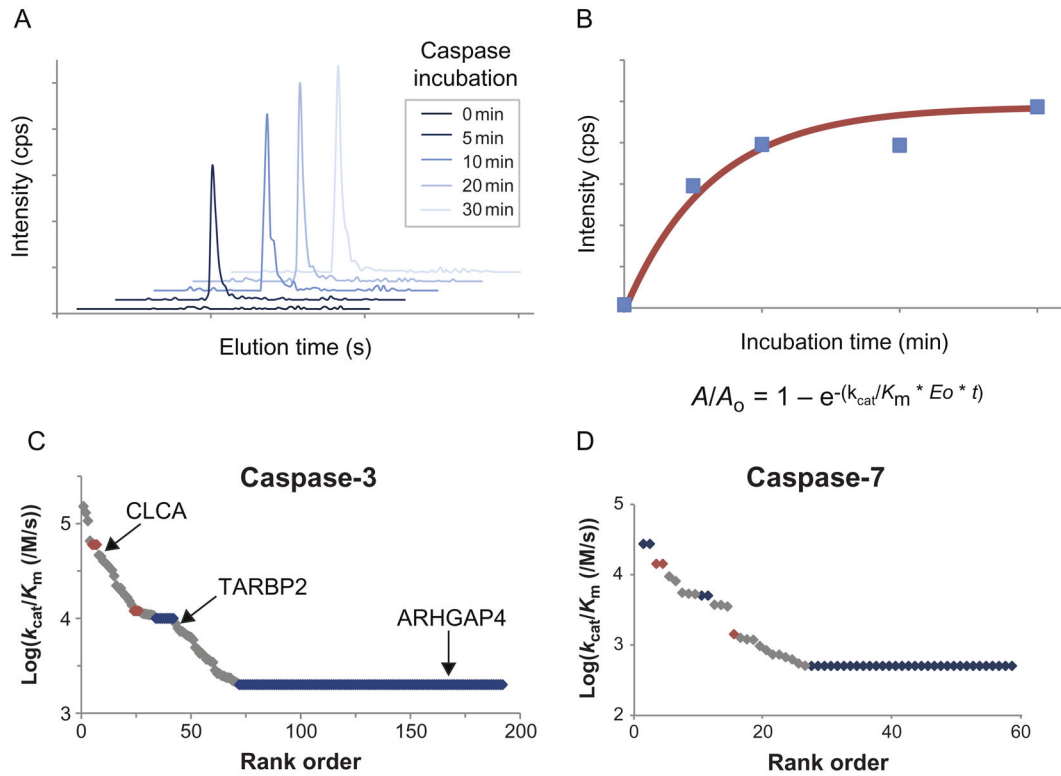 A
Caspase
incubation
0 min
5 min
10 min
20 min
30 min
Intensity (cps)
Elution time (s)
B
Intensity (cps)
Incubation time (min)
A/Ao = 1 – e-(kcat/Km * Eo * t)
C
Caspase-3
CLCA
TARBP2
ARHGAP4
Log(kcat/Km (/M/s))
5
4
3
0
50
100
150
200
Rank order
D
Caspase-7
Log(kcat/Km (/M/s))
5
4
3
2
0
20
40
60
Rank order